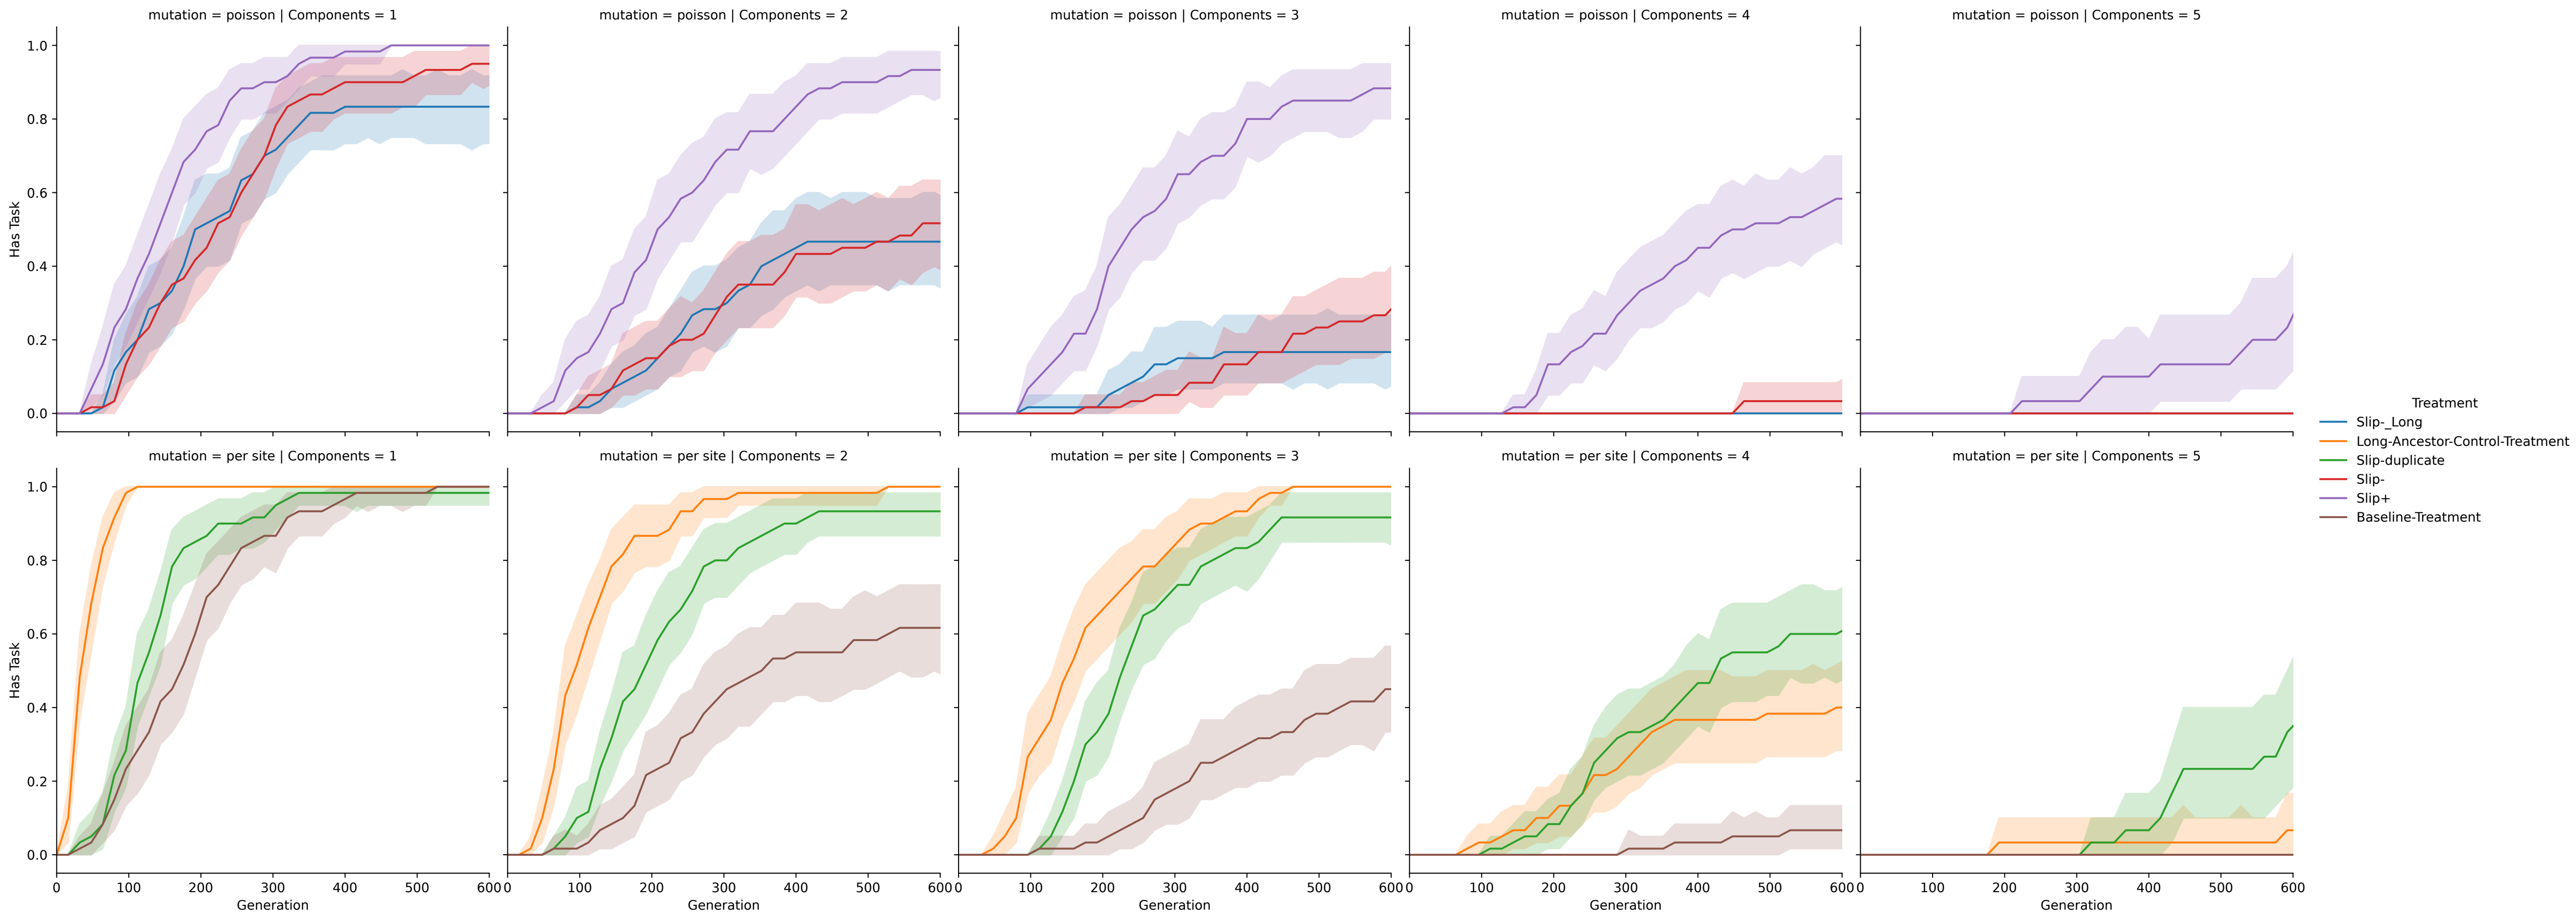 mutation = poisson | Components = 1
mutation = poisson | Components = 2
mutation = poisson | Components = 3
mutation = poisson | Components = 4
mutation = poisson | Components = 5
1.0
0.8
0.6
0.4
0.2
0.0
Has Task
Treatment
Slip-_Long
Long-Ancestor-Control-Treatment
Slip-duplicate
Slip-
Slip+
Baseline-Treatment
mutation = per site | Components = 1
mutation = per site | Components = 2
mutation = per site | Components = 3
mutation = per site | Components = 4
mutation = per site | Components = 5
1.0
0.8
0.6
0.4
0.2
0.0
Has Task
0 100 200 300 400 500 600
0 100 200 300 400 500 600
0 100 200 300 400 500 600
0 100 200 300 400 500 600
0 100 200 300 400 500 600
Generation
Generation
Generation
Generation
Generation